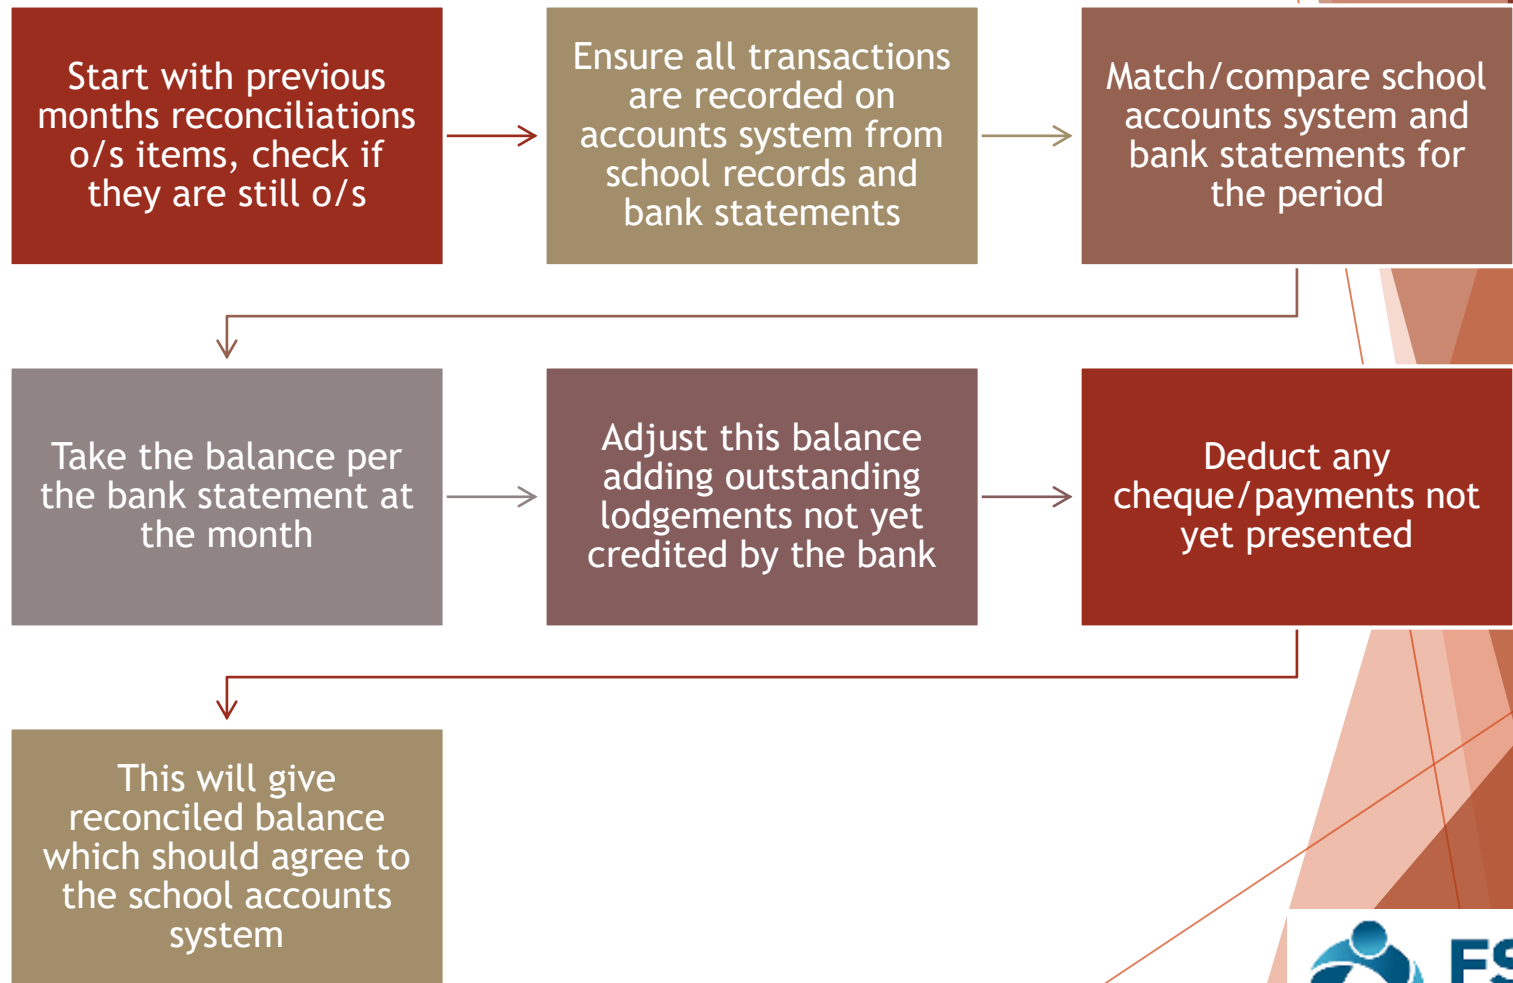 Start with previous
months reconciliations
o/s items, check if
they are still o/s
Ensure all transactions
are recorded on
accounts system from
school records and
bank statements
Match/compare school
accounts system and
bank statements for
the period
Take the balance per
the bank statement at
the month
Adjust this balance
adding outstanding
lodgements not yet
credited by the bank
Deduct any
cheque/payments not
yet presented
This will give
reconciled balance
which should agree to
the school accounts
system